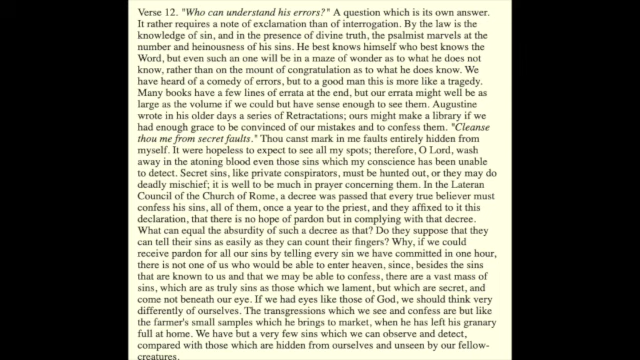 Verse 12. "Who can understand his errors?" A question which is its own answer.
It rather requires a note of exclamation than of interrogation. By the law is the
knowledge of sin, and in the presence of divine truth, the psalmist marvels at the
number and heinousness of his sins. He best knows himself who best knows the
Word, but even such an one will be in a maze of wonder as to what he does not
know, rather than on the mount of congratulation as to what he does know. We
have heard of a comedy of errors, but to a good man this is more like a tragedy.
Many books have a few lines of errata at the end, but our errata might well be as
large as the volume if we could but have sense enough to see them. Augustine
wrote in his older days a series of Retractations; ours might make a library if we
had enough grace to be convinced of our mistakes and to confess them. "Cleanse
thou me from secret faults." Thou canst mark in me faults entirely hidden from
myself. It were hopeless to expect to see all my spots; therefore, O Lord, wash
away in the atoning blood even those sins which my conscience has been unable
to detect. Secret sins, like private conspirators, must be hunted out, or they may do
deadly mischief; it is well to be much in prayer concerning them. In the Lateran
Council of the Church of Rome, a decree was passed that every true believer must
confess his sins, all of them, once a year to the priest, and they affixed to it this
declaration, that there is no hope of pardon but in complying with that decree.
What can equal the absurdity of such a decree as that? Do they suppose that they
can tell their sins as easily as they can count their fingers? Why, if we could
receive pardon for all our sins by telling every sin we have committed in one hour,
there is not one of us who would be able to enter heaven, since, besides the sins
that are known to us and that we may be able to confess, there are a vast mass of
sins, which are as truly sins as those which we lament, but which are secret, and
come not beneath our eye. If we had eyes like those of God, we should think very
differently of ourselves. The transgressions which we see and confess are but like
the farmer's small samples which he brings to market, when he has left his granary
full at home. We have but a very few sins which we can observe and detect,
compared with those which are hidden from ourselves and unseen by our fellow-
creatures.